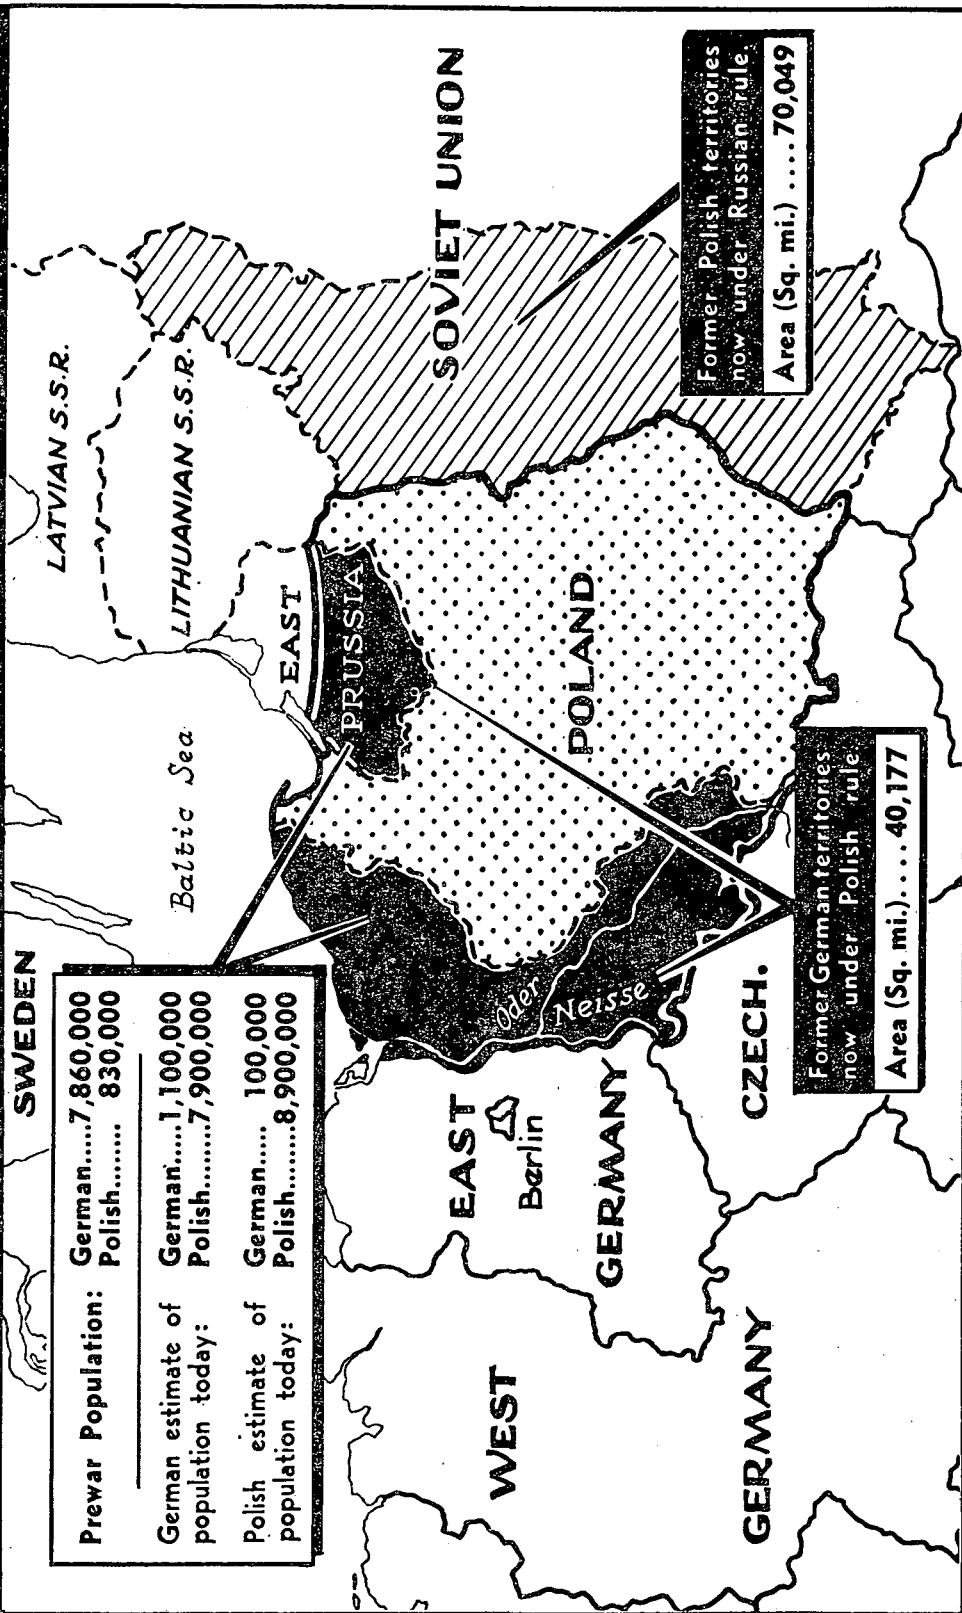 SWEDEN
LATVIAN S.S.R.
LITHUANIAN S.S.R.
Baltic Sea
Prewar Population: German.....7,860,000
Polish........ 830,000
German estimate of German.....1,100,000
population today: Polish........7,900,000
Polish estimate of German..... 100,000
population today: Polish........8,900,000
EAST
PRUSSIA
SOVIET UNION
POLAND
Oder
Neisse
EAST
GERMANY
Berlin
WEST
GERMANY
CZECH.
Former Polish territories
now under Russian rule.
Area (Sq. mi.) .... 70,049
Former German territories
now under Polish rule
Area (Sq. mi.)..... 40,177